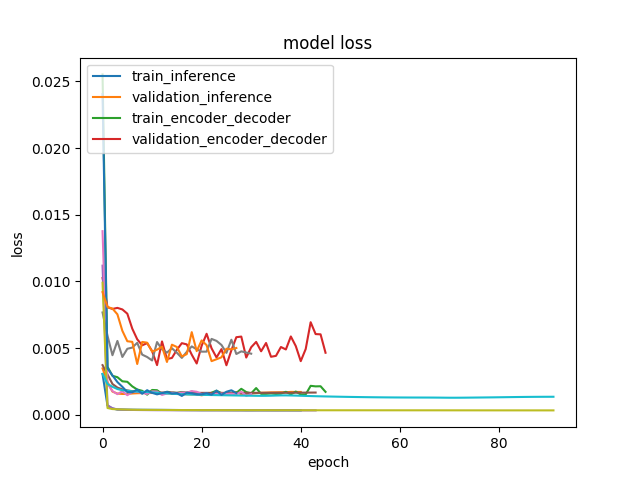 model loss
train_inference
validation_inference
train_encoder_decoder
validation_encoder_decoder
loss
0.025
0.020
0.015
0.010
0.005
0.000
0 20 40 60 80
epoch